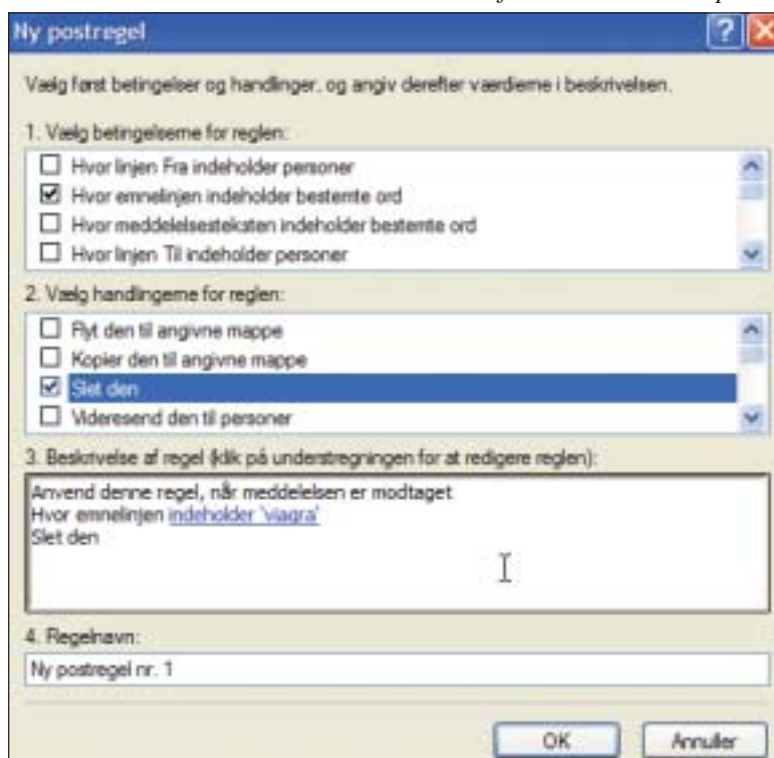 Ny postregel
Vælg først betingelser og handlinger, og angiv derefter værdierne i beskrivelsen.
1. Vælg betingelserne for reglen:
Hvor linjen Fra indeholder personer
Hvor emnelinjen indeholder bestemte ord
Hvor meddelelsesteksten indeholder bestemte ord
Hvor linjen Til indeholder personer
2. Vælg handlingerne for reglen:
Flyt den til angivne mappe
Kopier den til angivne mappe
Slet den
Videresend den til personer
3. Beskrivelse af regel (klik på understregningen for at redigere reglen):
Anvend denne regel, når meddelelsen er modtaget
Hvor emnelinjen indeholder 'viagra'
Slet den
4. Regelnavn:
Ny postregel nr. 1
OK Annuller